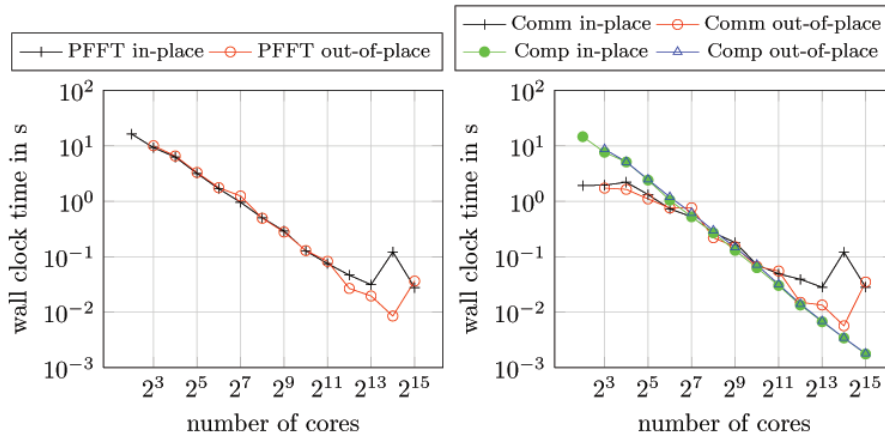 PFFT in-place PFFT out-of-place
wall clock time in s
10^2
10^1
10^0
10^-1
10^-2
10^-3
2^3 2^5 2^7 2^9 2^11 2^13 2^15
number of cores
Comm in-place Comm out-of-place
Comp in-place Comp out-of-place
wall clock time in s
10^2
10^1
10^0
10^-1
10^-2
10^-3
2^3 2^5 2^7 2^9 2^11 2^13 2^15
number of cores